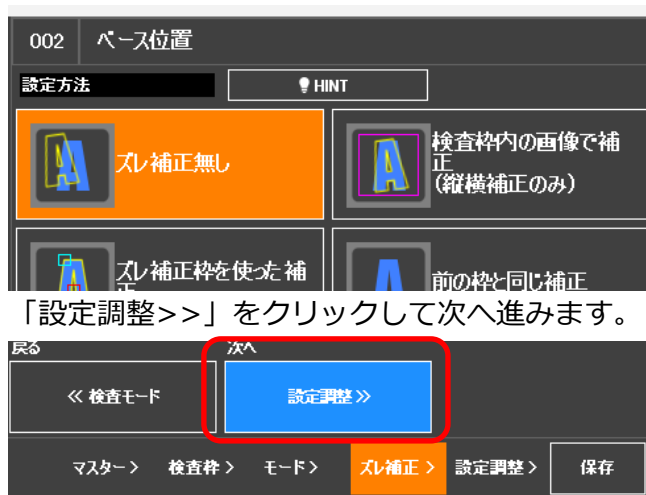 002 ベース位置
設定方法 HINT
ズレ補正無し
検査枠内の画像で補
正
(縦横補正のみ)
ズレ補正枠を使った補
正
前の枠と同じ補正
「設定調整>>」をクリックして次へ進みます。
戻る 次へ
≪ 検査モード 設定調整 ≫
マスター > 検査枠 > モード > ズレ補正 > 設定調整 > 保存